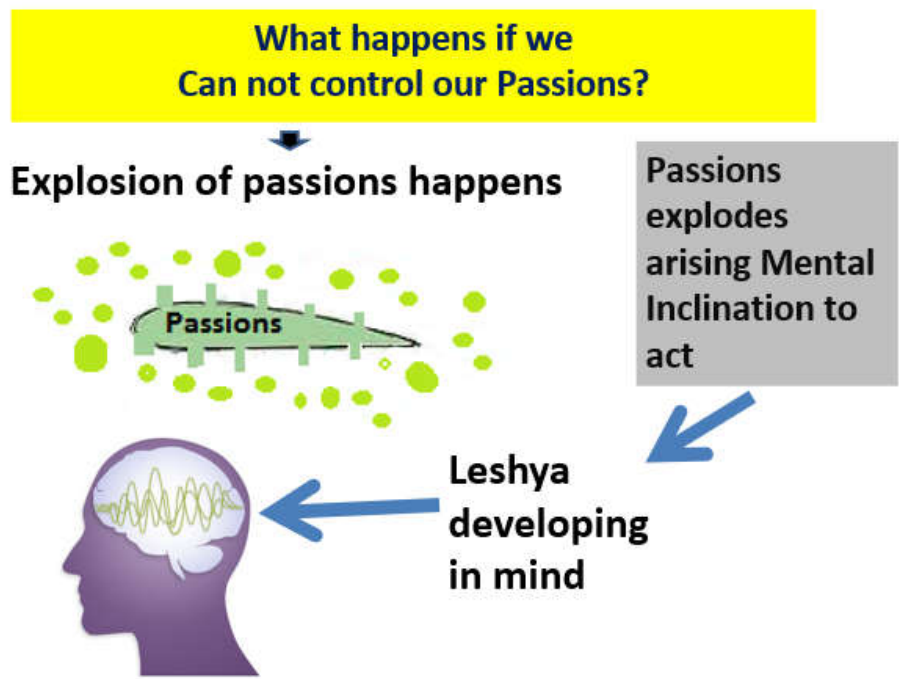 What happens if we
Can not control our Passions?
Explosion of passions happens
Passions
explodes
arising Mental
Inclination to
act
Passions
Leshya
developing
in mind